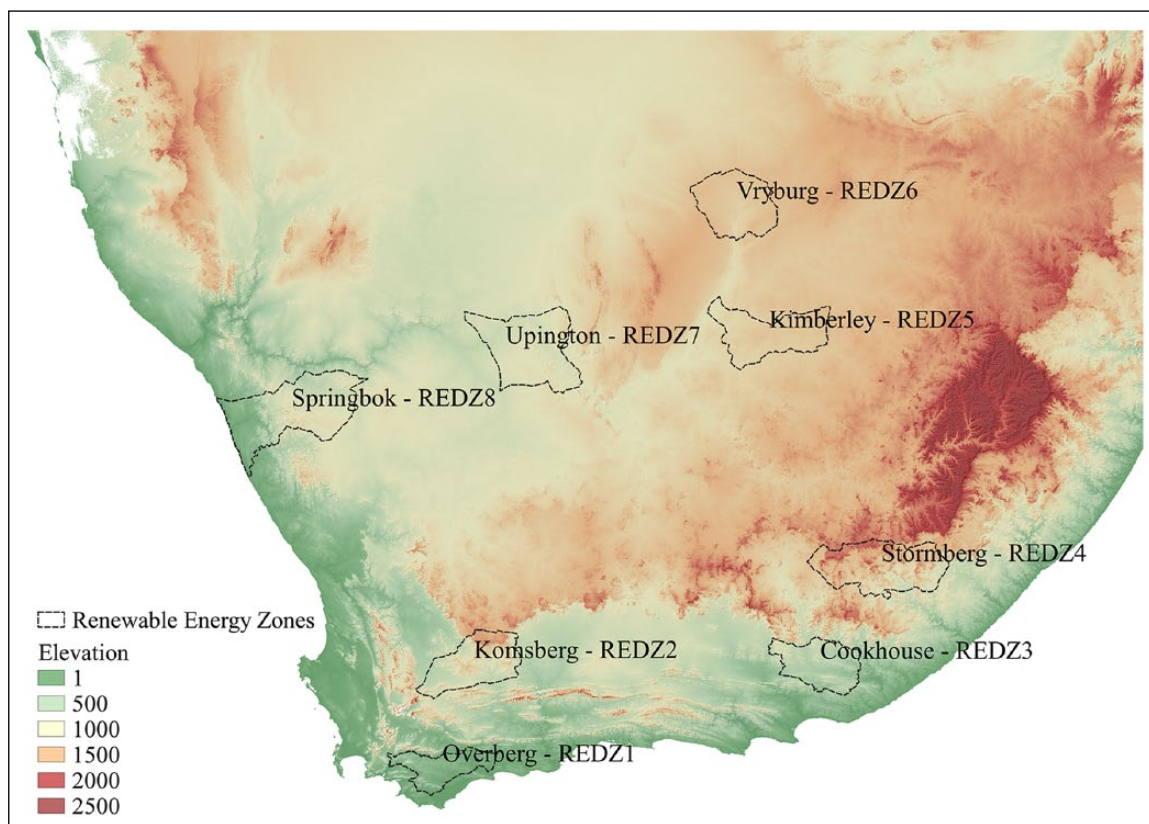 Vryburg - REDZ6
Kimberley - REDZ5
Upington - REDZ7
Springbok - REDZ8
Stormberg - REDZ4
Komsberg - REDZ2
Cookhouse - REDZ3
Overberg - REDZ1
Renewable Energy Zones
Elevation
1
500
1000
1500
2000
2500